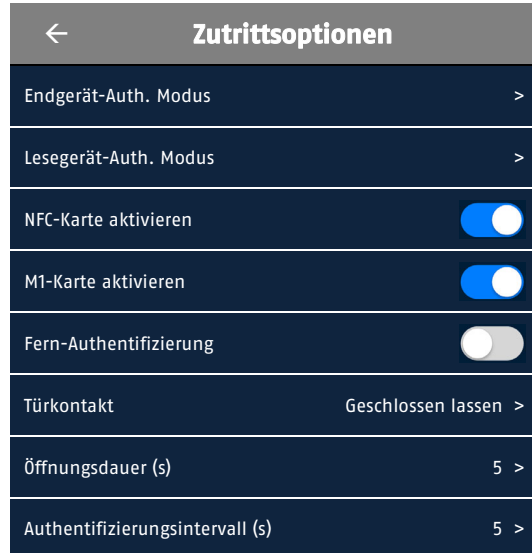 ← Zutrittsoptionen
Endgerät-Auth. Modus >
Lesegerät-Auth. Modus >
NFC-Karte aktivieren
M1-Karte aktivieren
Fern-Authentifizierung
Türkontakt Geschlossen lassen >
Öffnungsdauer (s) 5 >
Authentifizierungsintervall (s) 5 >